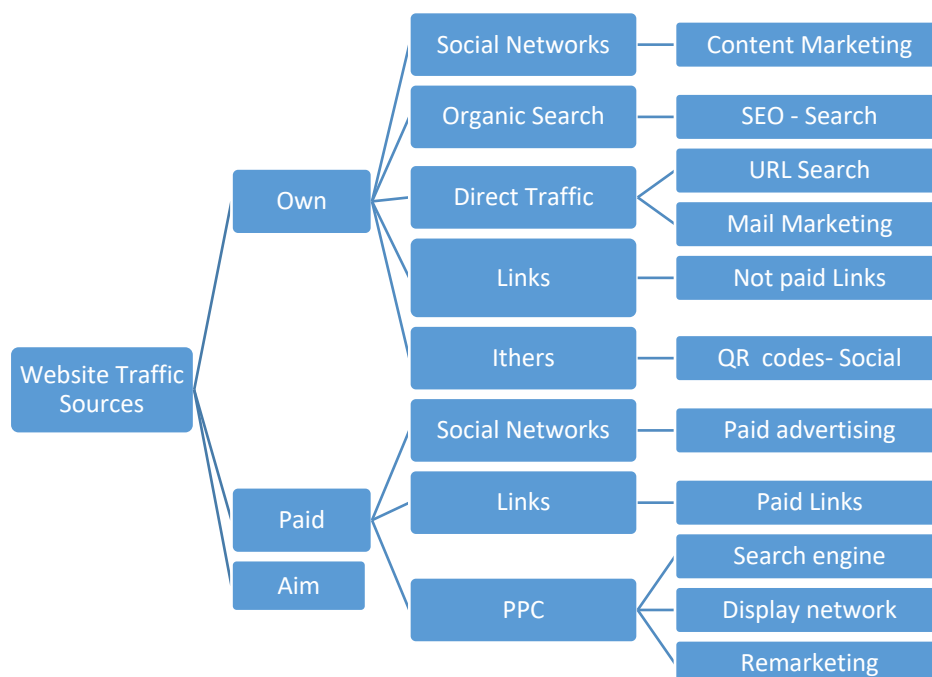 Website Traffic
Sources
Own
Social Networks
Content Marketing
Organic Search
SEO - Search
Direct Traffic
URL Search
Mail Marketing
Links
Not paid Links
Ithers
QR codes- Social
Paid
Social Networks
Paid advertising
Links
Paid Links
PPC
Search engine
Display network
Remarketing
Aim